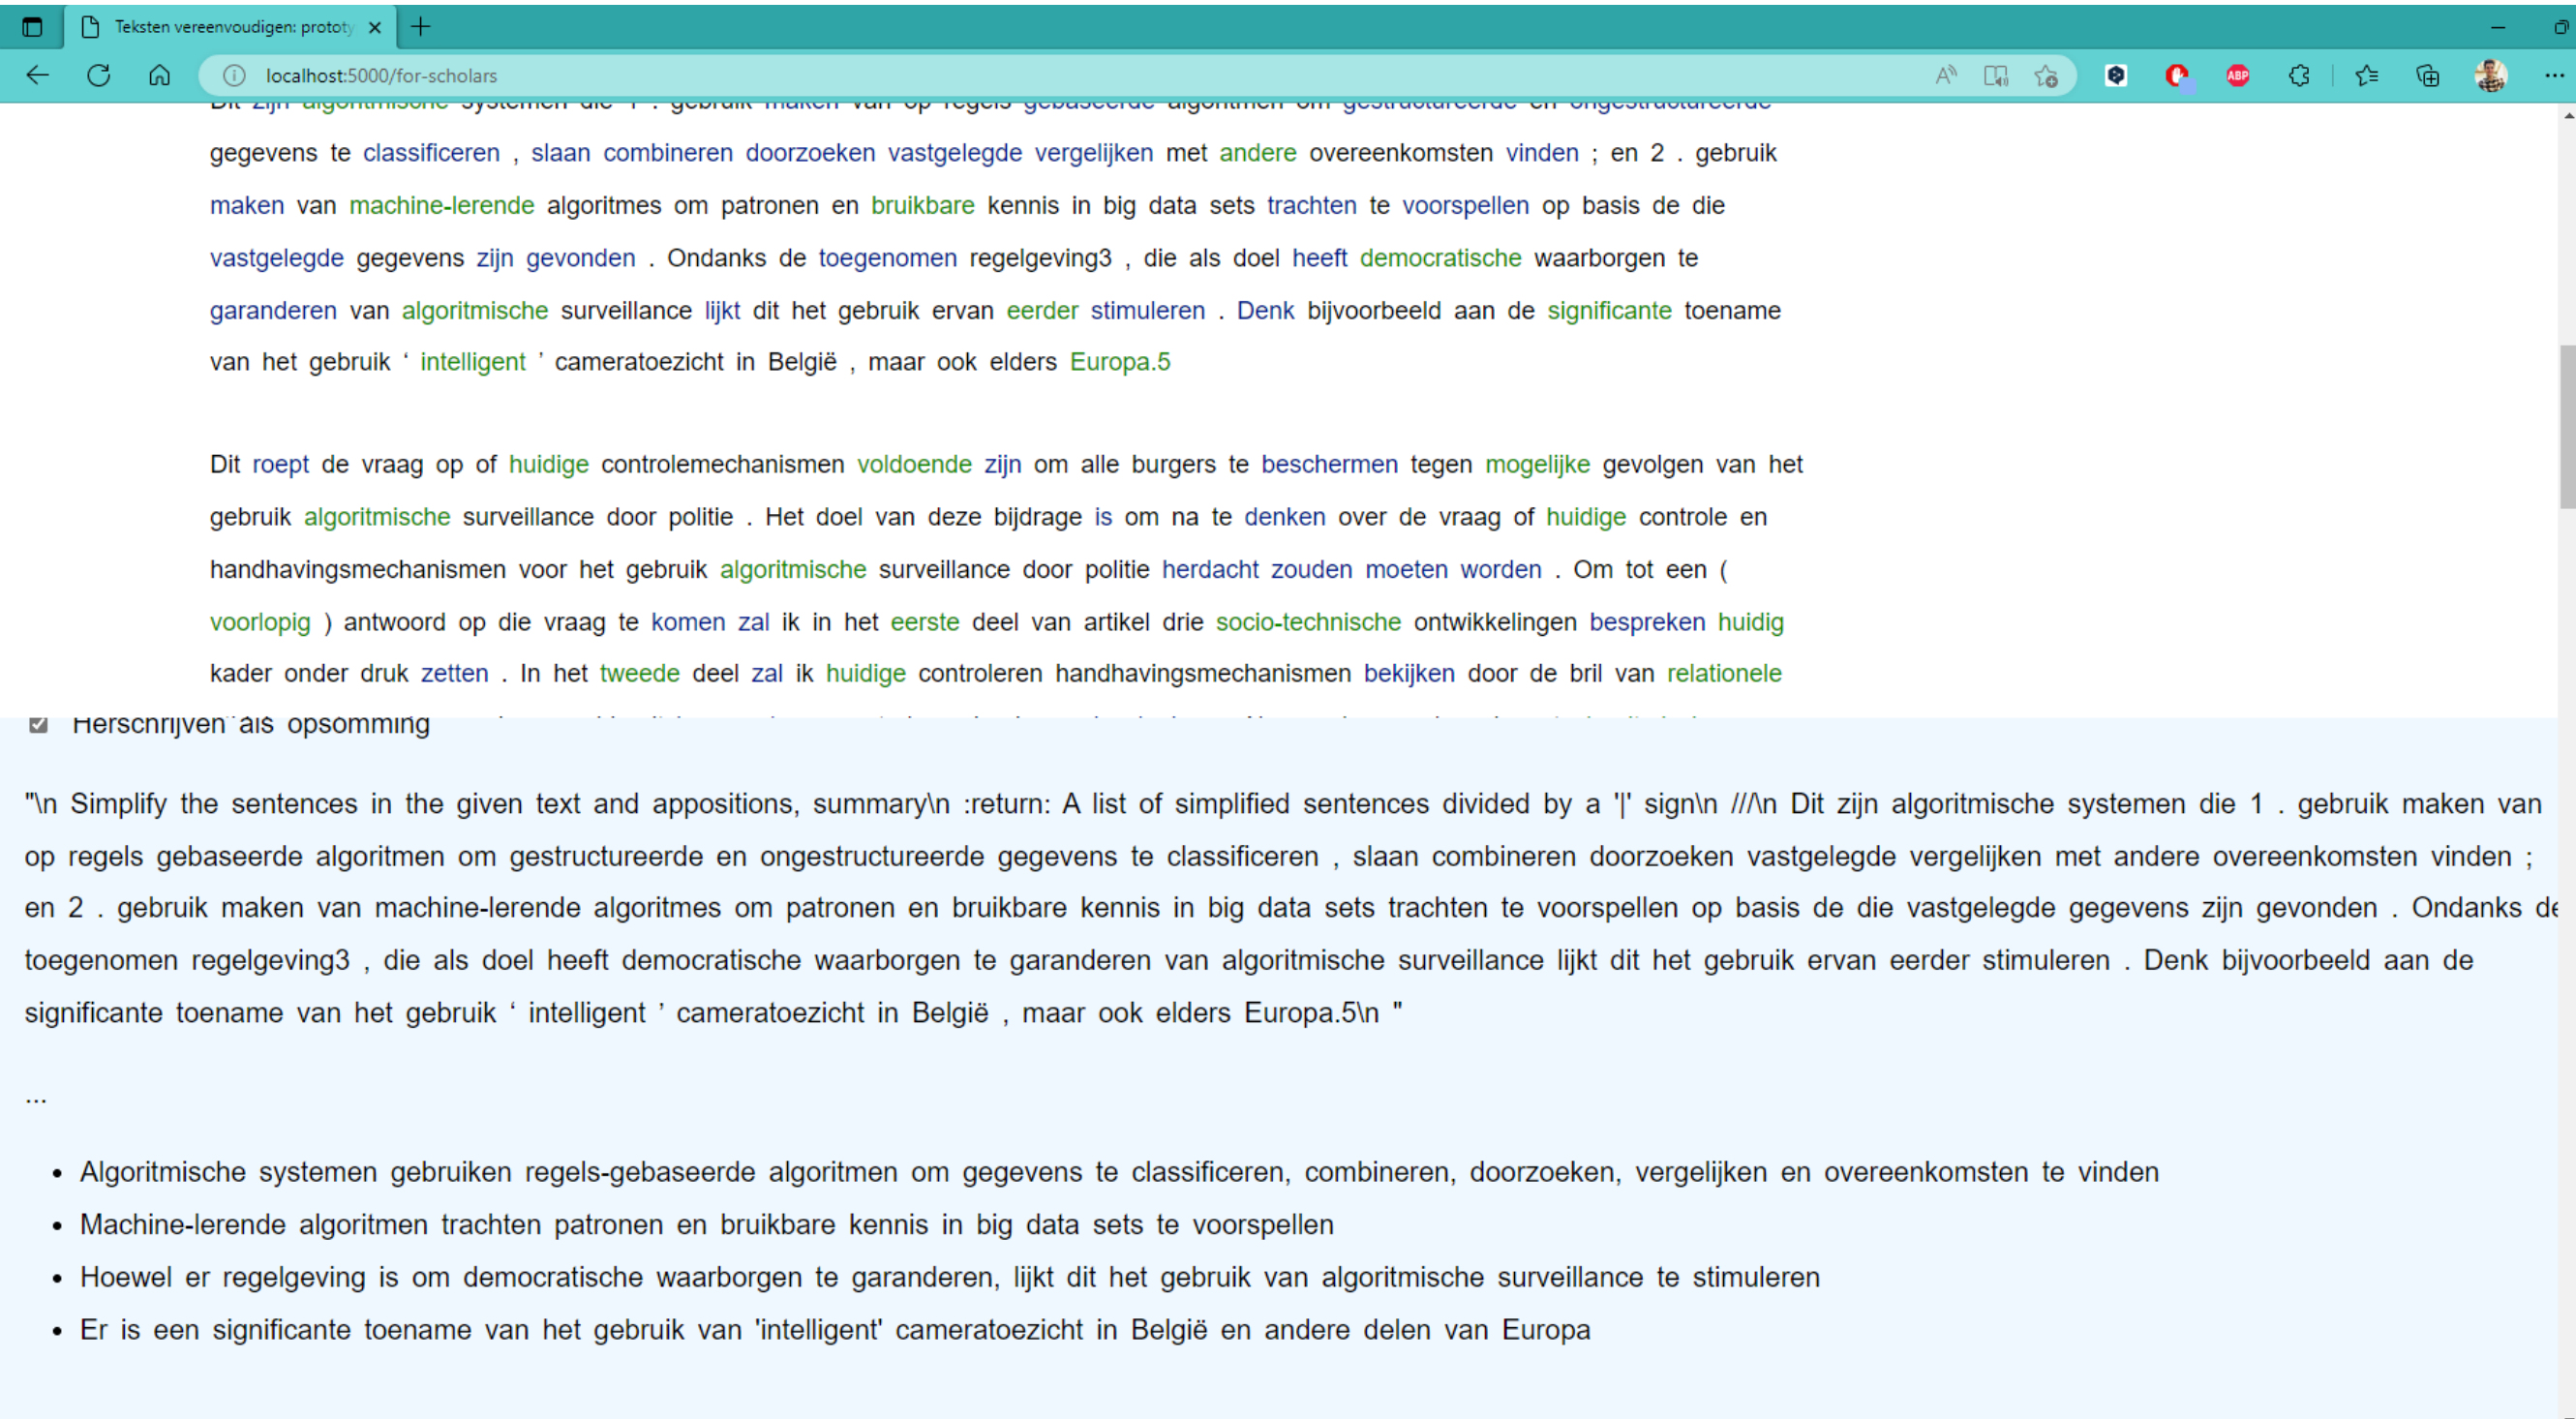 Teksten vereenvoudigen: prototy
localhost:5000/for-scholars
ABP
Dit zijn algoritmische systemen die 1 . gebruik maken van op regels gebaseerde algoritmen om gestructureerde en ongestructureerde
gegevens te classificeren , slaan combineren doorzoeken vastgelegde vergelijken met andere overeenkomsten vinden ; en 2 . gebruik
maken van machine-lerende algoritmes om patronen en bruikbare kennis in big data sets trachten te voorspellen op basis de die
vastgelegde gegevens zijn gevonden . Ondanks de toegenomen regelgeving3 , die als doel heeft democratische waarborgen te
garanderen van algoritmische surveillance lijkt dit het gebruik ervan eerder stimuleren . Denk bijvoorbeeld aan de significante toename
van het gebruik ‘ intelligent ’ cameratoezicht in België , maar ook elders Europa.5
Dit roept de vraag op of huidige controlemechanismen voldoende zijn om alle burgers te beschermen tegen mogelijke gevolgen van het
gebruik algoritmische surveillance door politie . Het doel van deze bijdrage is om na te denken over de vraag of huidige controle en
handhavingsmechanismen voor het gebruik algoritmische surveillance door politie herdacht zouden moeten worden . Om tot een (
voorlopig ) antwoord op die vraag te komen zal ik in het eerste deel van artikel drie socio-technische ontwikkelingen bespreken huidig
kader onder druk zetten . In het tweede deel zal ik huidige controleren handhavingsmechanismen bekijken door de bril van relationele
Herschrijven als opsomming
"\n Simplify the sentences in the given text and appositions, summary\n :return: A list of simplified sentences divided by a '|' sign\n ///\n Dit zijn algoritmische systemen die 1 . gebruik maken van
op regels gebaseerde algoritmen om gestructureerde en ongestructureerde gegevens te classificeren , slaan combineren doorzoeken vastgelegde vergelijken met andere overeenkomsten vinden ;
en 2 . gebruik maken van machine-lerende algoritmes om patronen en bruikbare kennis in big data sets trachten te voorspellen op basis de die vastgelegde gegevens zijn gevonden . Ondanks de
toegenomen regelgeving3 , die als doel heeft democratische waarborgen te garanderen van algoritmische surveillance lijkt dit het gebruik ervan eerder stimuleren . Denk bijvoorbeeld aan de
significante toename van het gebruik ‘ intelligent ’ cameratoezicht in België , maar ook elders Europa.5\n "
...
• Algoritmische systemen gebruiken regels-gebaseerde algoritmen om gegevens te classificeren, combineren, doorzoeken, vergelijken en overeenkomsten te vinden
• Machine-lerende algoritmen trachten patronen en bruikbare kennis in big data sets te voorspellen
• Hoewel er regelgeving is om democratische waarborgen te garanderen, lijkt dit het gebruik van algoritmische surveillance te stimuleren
• Er is een significante toename van het gebruik van 'intelligent' cameratoezicht in België en andere delen van Europa